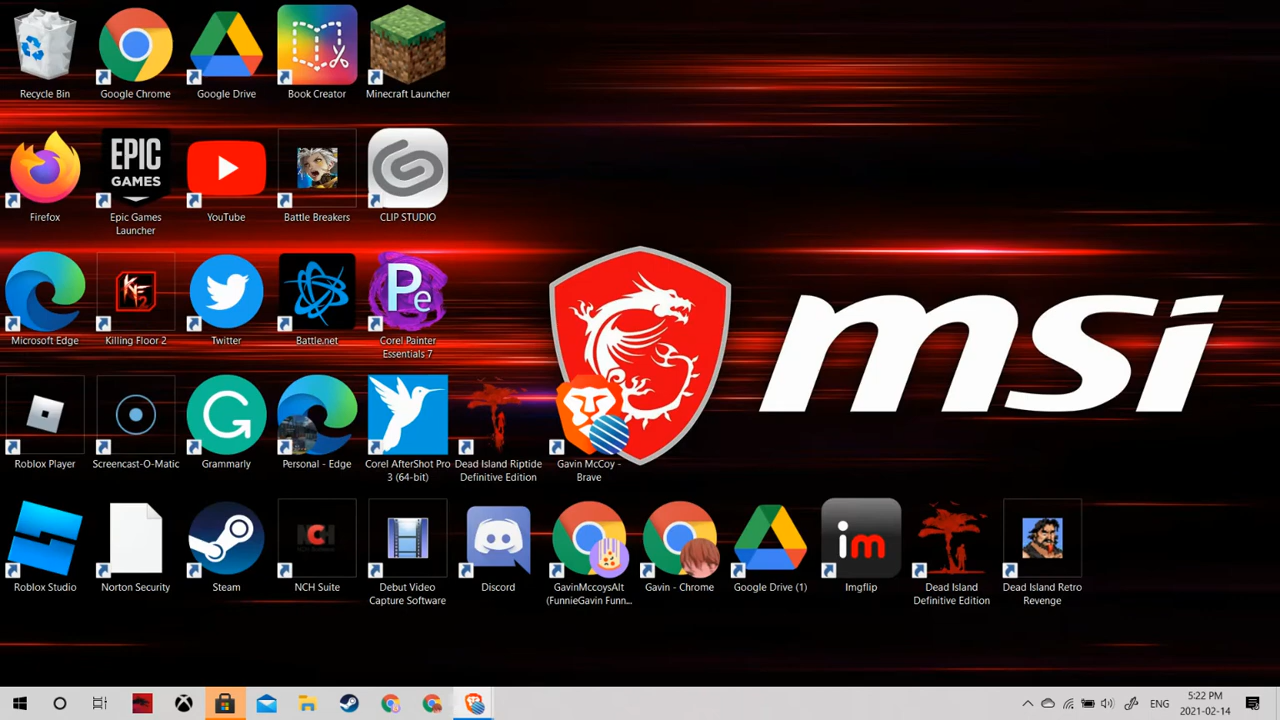 Recycle Bin
Google Chrome
Google Drive
Book Creator
Minecraft Launcher
EPIC
GAMES
Firefox
Epic Games
Launcher
YouTube
Battle Breakers
CLIP STUDIO
KF2
Pe
Microsoft Edge
Killing Floor 2
Twitter
Battle.net
Corel Painter
Essentials 7
msi
Roblox Player
Screencast-O-Matic
Grammarly
Personal - Edge
Corel AfterShot Pro
3 (64-bit)
Dead Island Riptide
Definitive Edition
Gavin McCoy -
Brave
NCH
im
Roblox Studio
Norton Security
Steam
NCH Suite
Debut Video
Capture Software
Discord
GavinMccoysAlt
(FunnieGavin Funn...
Gavin - Chrome
Google Drive (1)
Imgflip
Dead Island
Definitive Edition
Dead Island Retro
Revenge
ENG
5:22 PM
2021-02-14